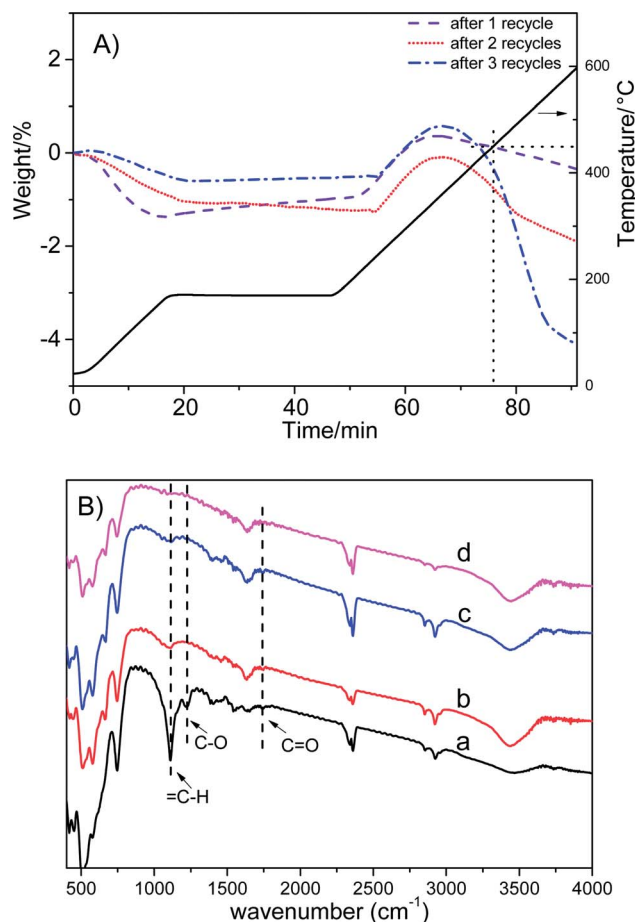 A)
after 1 recycle
after 2 recycles
after 3 recycles
2
0
-2
-4
Weight/%
600
400
200
0
Temperature/°C
0
20
40
60
80
Time/min
B)
d
c
b
a
C-O
C=O
=C-H
500
1000
1500
2000
2500
3000
3500
4000
wavenumber (cm⁻¹)